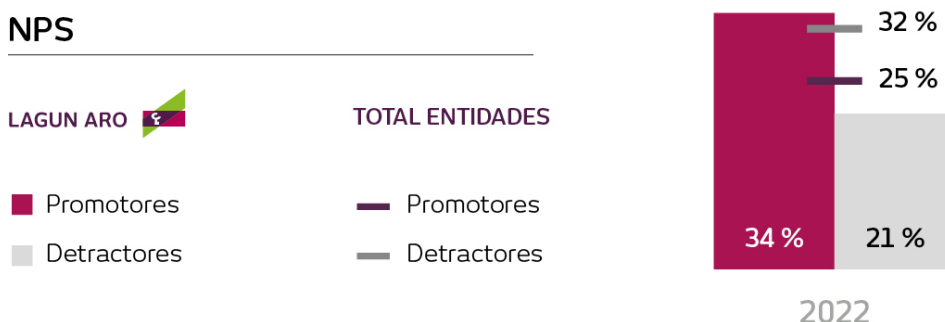 NPS
LAGUN ARO
TOTAL ENTIDADES
Promotores
Promotores
Detractores
Detractores
32 %
25 %
34 %
21 %
2022